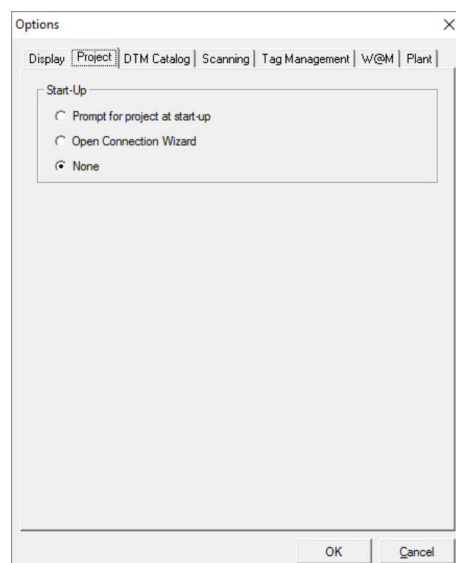 Options
Display Project DTM Catalog Scanning Tag Management W@M Plant
Start-Up
Prompt for project at start-up
Open Connection Wizard
None
OK Cancel